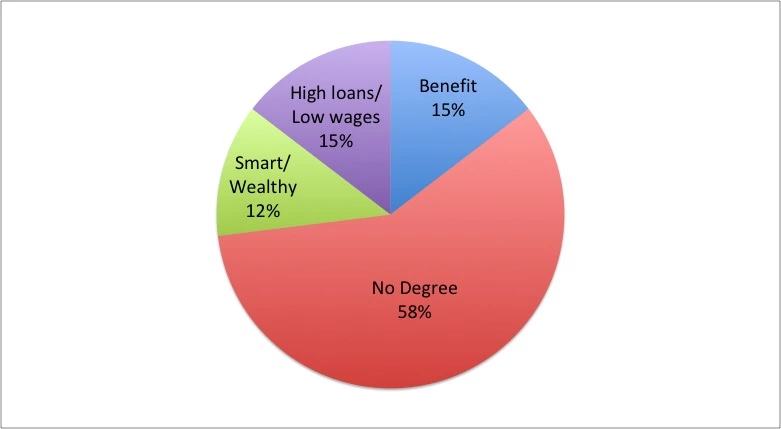 Benefit
15%
No Degree
58%
Smart/
Wealthy
12%
High loans/
Low wages
15%